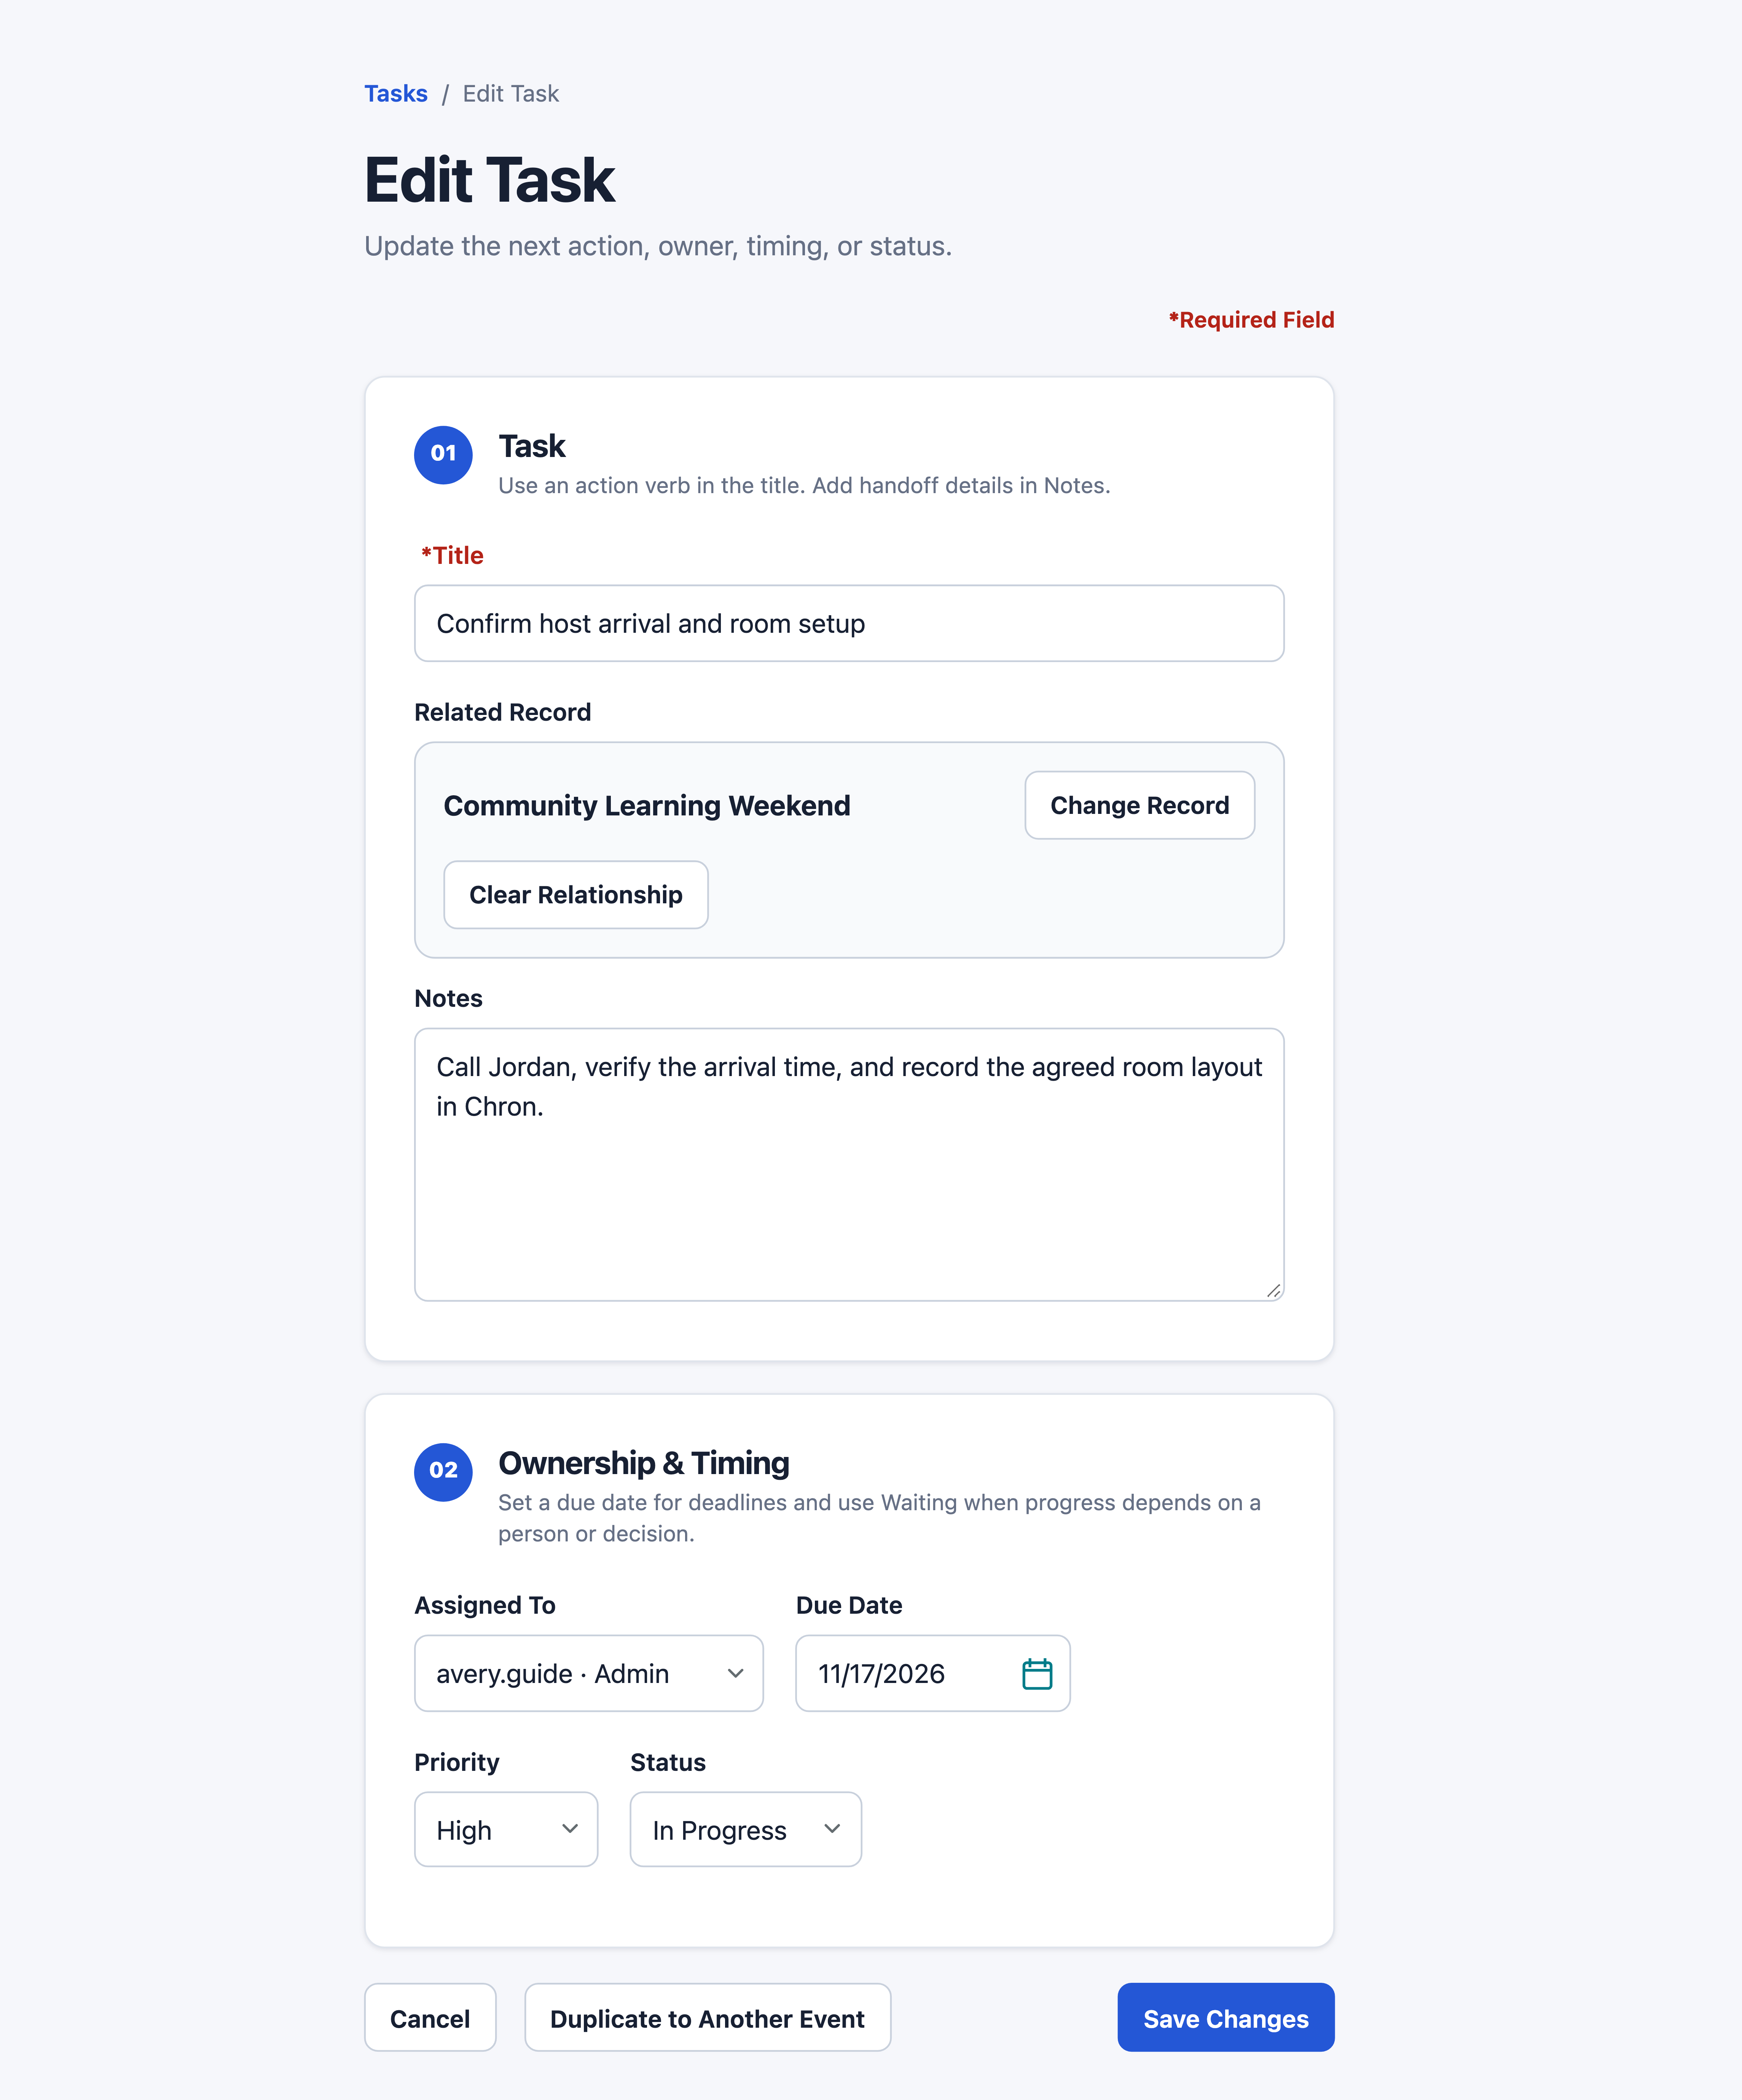 Tasks / Edit Task
Edit Task
Update the next action, owner, timing, or status.
*Required Field
01
Task
Use an action verb in the title. Add handoff details in Notes.
*Title
Confirm host arrival and room setup
Related Record
Community Learning Weekend
Change Record
Clear Relationship
Notes
Call Jordan, verify the arrival time, and record the agreed room layout
in Chron.
02
Ownership & Timing
Set a due date for deadlines and use Waiting when progress depends on a
person or decision.
Assigned To
Due Date
avery.guide · Admin
11/17/2026
Priority
Status
High
In Progress
Cancel
Duplicate to Another Event
Save Changes